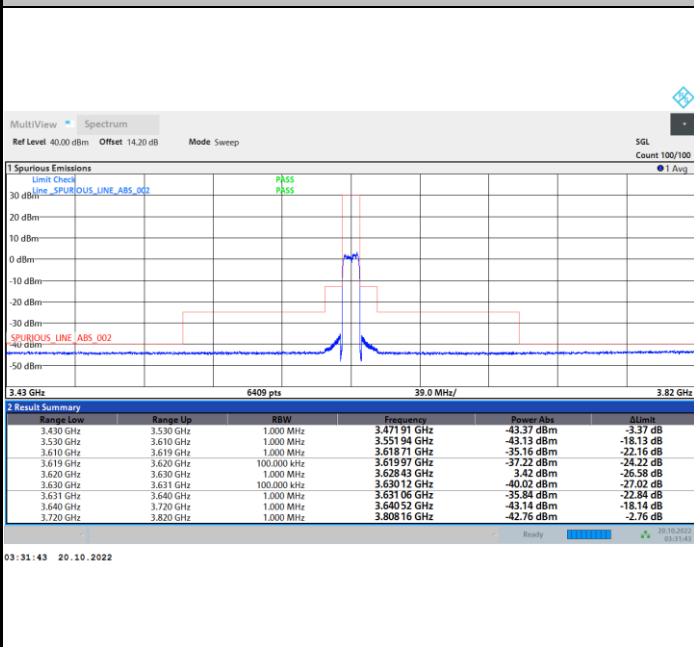 MultiView Spectrum
Ref Level 40.00 dBm Offset 14.20 dB Mode Sweep SGL
Count 100/100
1 Spurious Emissions 1 Avg
Limit Check PASS
Line _SPURIOUS_LINE_ABS_002 PASS
30 dBm
20 dBm
10 dBm
0 dBm
-10 dBm
-20 dBm
-30 dBm
SPURIOUS_LINE_ABS_002
-40 dBm
-50 dBm
3.43 GHz 6409 pts 39.0 MHz/ 3.82 GHz
2 Result Summary
Range Low Range Up RBW Frequency Power Abs ΔLimit
3.430 GHz 3.530 GHz 1.000 MHz 3.471 91 GHz -43.37 dBm -3.37 dB
3.530 GHz 3.610 GHz 1.000 MHz 3.551 94 GHz -43.13 dBm -18.13 dB
3.610 GHz 3.619 GHz 1.000 MHz 3.618 71 GHz -35.16 dBm -22.16 dB
3.619 GHz 3.620 GHz 100.000 kHz 3.619 97 GHz -37.22 dBm -24.22 dB
3.620 GHz 3.630 GHz 1.000 MHz 3.628 43 GHz 3.42 dBm -26.58 dB
3.630 GHz 3.631 GHz 100.000 kHz 3.630 12 GHz -40.02 dBm -27.02 dB
3.631 GHz 3.640 GHz 1.000 MHz 3.631 06 GHz -35.84 dBm -22.84 dB
3.640 GHz 3.720 GHz 1.000 MHz 3.640 52 GHz -43.14 dBm -18.14 dB
3.720 GHz 3.820 GHz 1.000 MHz 3.808 16 GHz -42.76 dBm -2.76 dB
Ready 20.10.2022
03:31:43
03:31:43 20.10.2022